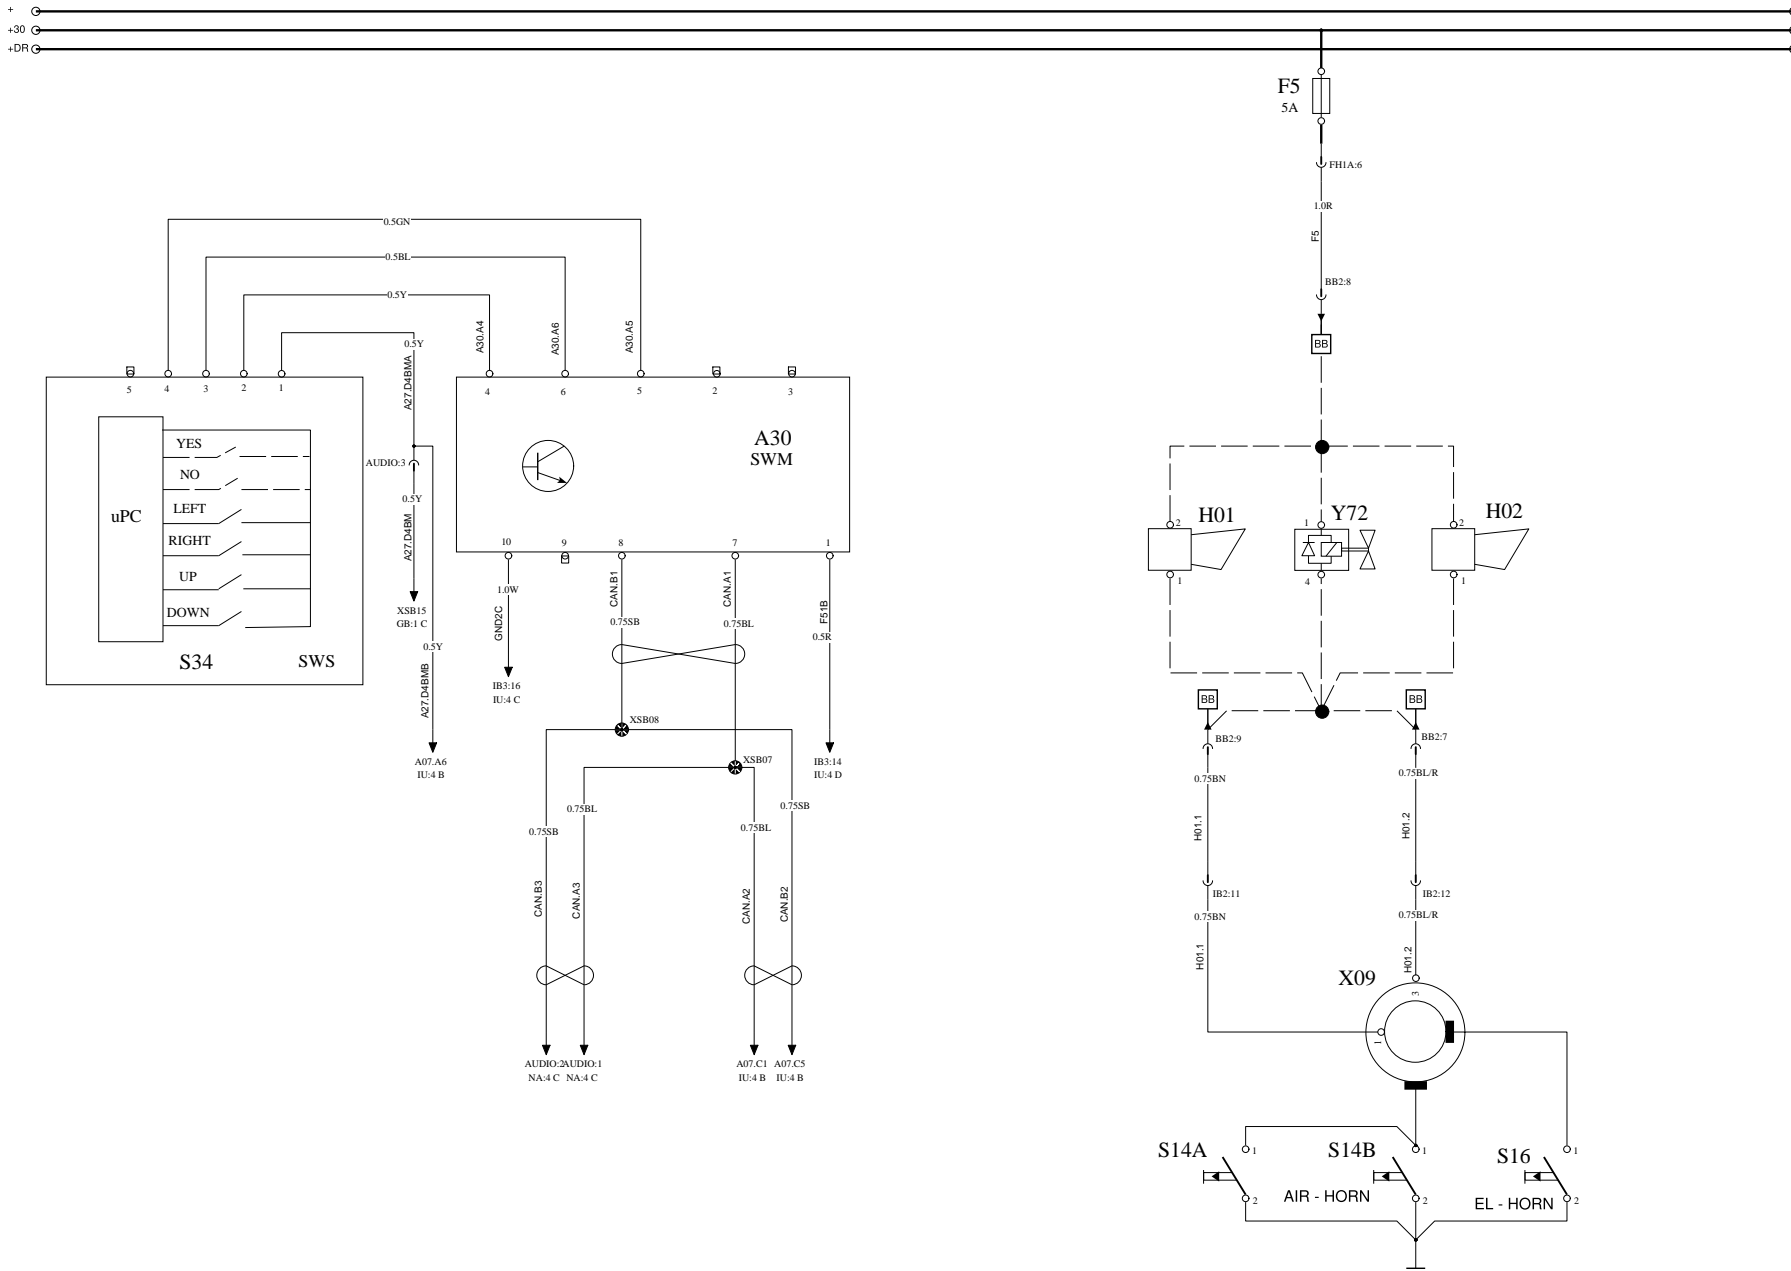 +
+30
+DR
F5
5A
FH1A:6
1.0R
F5
BB2:8
BB
0.5GN
0.5BL
0.5Y
0.5Y
A30.A4
A30.A6
A30.A5
A27.D4BMA
5
4
3
2
1
4
6
5
2
3
uPC
YES
NO
LEFT
RIGHT
UP
DOWN
S34
SWS
AUDIO:3
0.5Y
A27.D4BM
XSB15
GB:1 C
0.5Y
A27.D4BMB
A07.A6
IU:4 B
A30
SWM
10
9
8
7
1
1.0W
GND2C
IB3:16
IU:4 C
CAN.B1
0.75SB
CAN.A1
0.75BL
F51B
0.5R
IB3:14
IU:4 D
XSB08
XSB07
0.75SB
0.75BL
0.75BL
0.75SB
CAN.B3
CAN.A3
CAN.A2
CAN.B2
AUDIO:2
NA:4 C
AUDIO:1
NA:4 C
A07.C1
IU:4 B
A07.C5
IU:4 B
H01
2
1
Y72
1
4
H02
2
1
BB
BB
BB2:9
BB2:7
0.75BN
0.75BL/R
H01.1
H01.2
IB2:11
IB2:12
0.75BN
0.75BL/R
H01.1
H01.2
X09
3
1
S14A
1
2
S14B
1
2
AIR - HORN
S16
1
2
EL - HORN